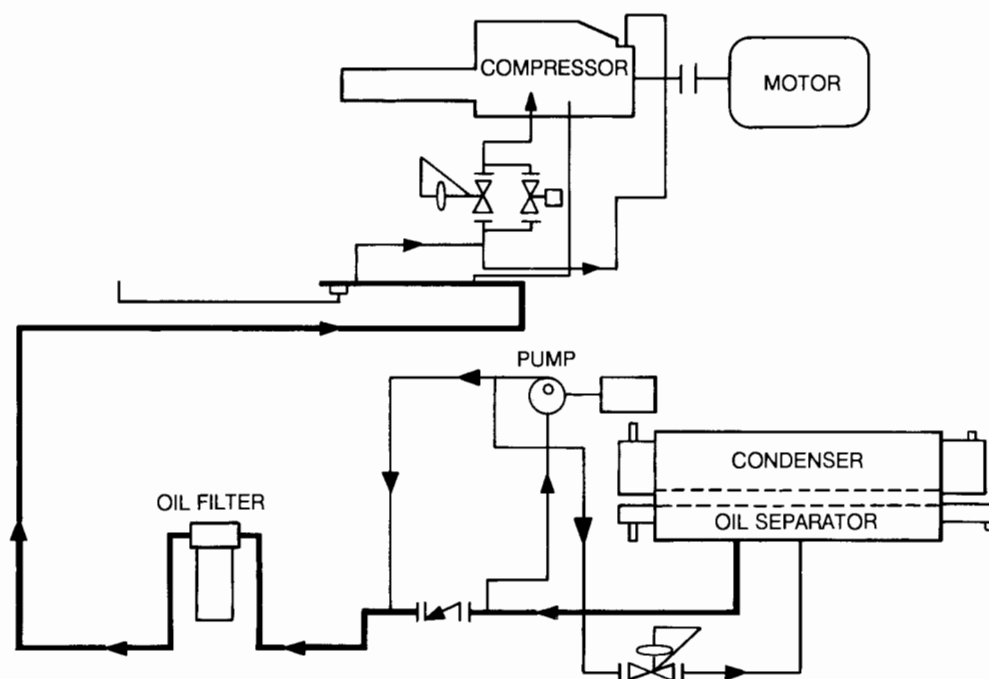 COMPRESSOR
MOTOR
PUMP
CONDENSER
OIL FILTER
OIL SEPARATOR